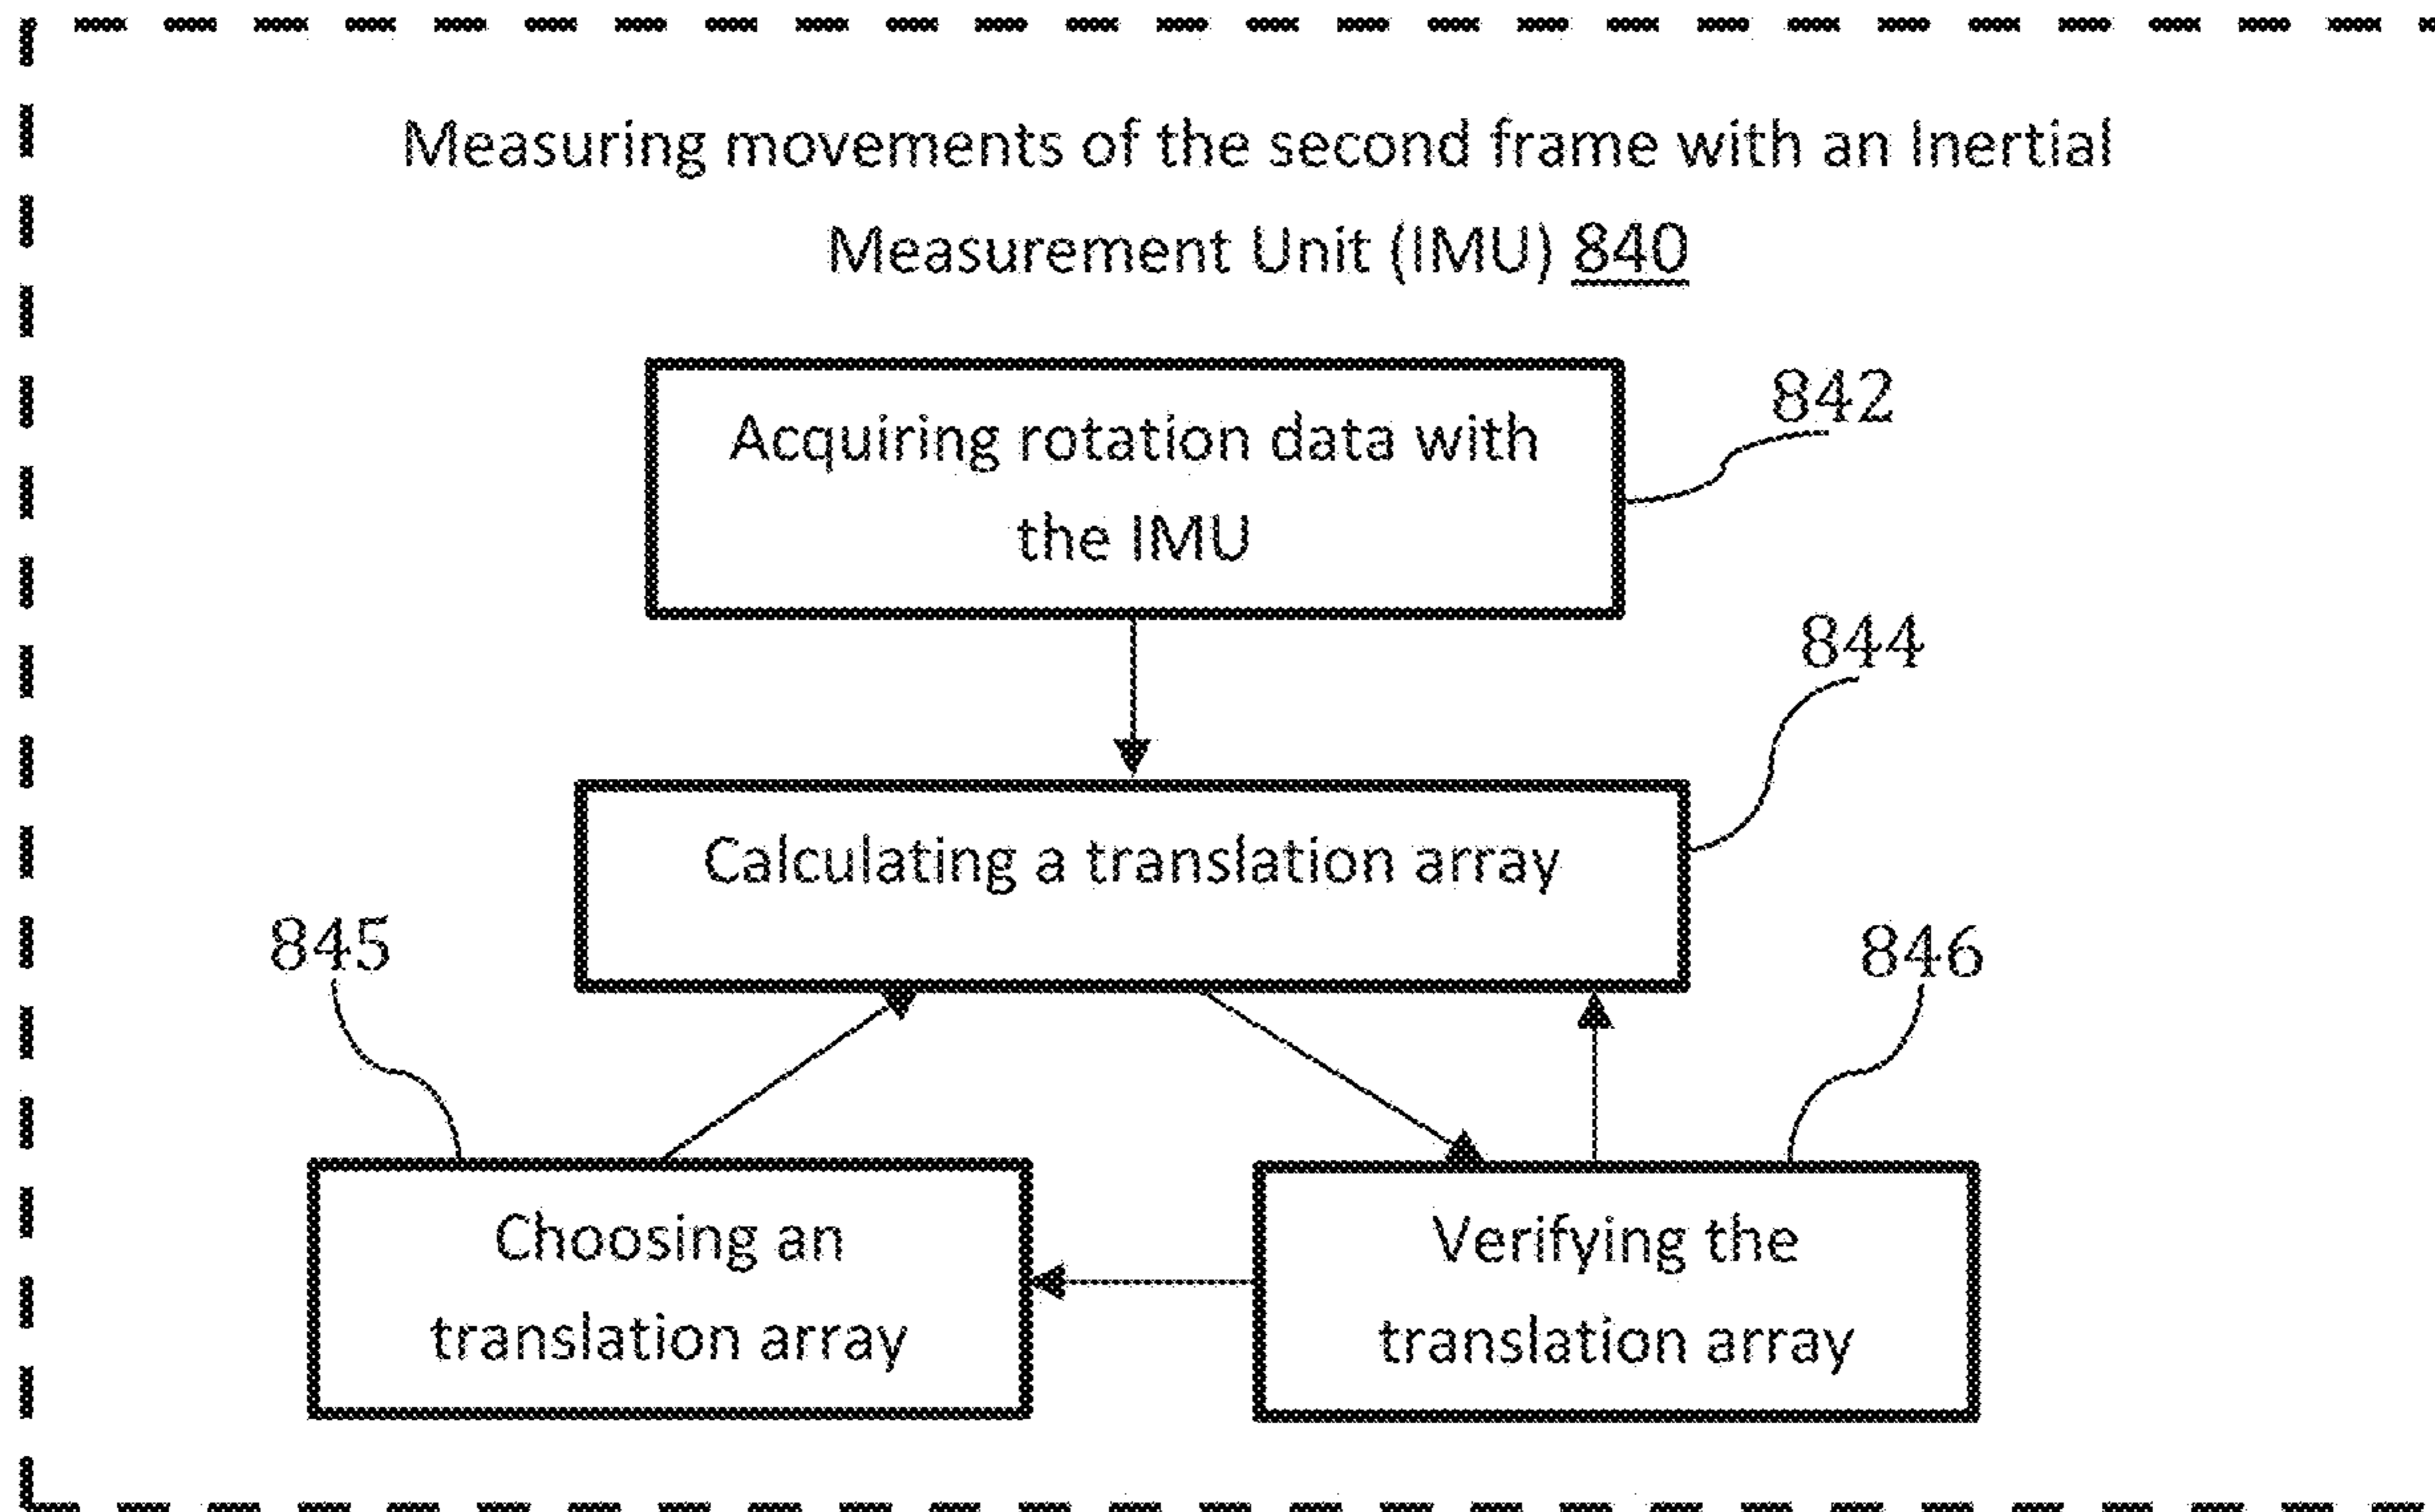 Measuring movements of the second frame with an Inertial
Measurement Unit (IMU) 840
Acquiring rotation data with
the IMU
842
844
Calculating a translation array
845
846
Choosing an
translation array
Verifying the
translation array